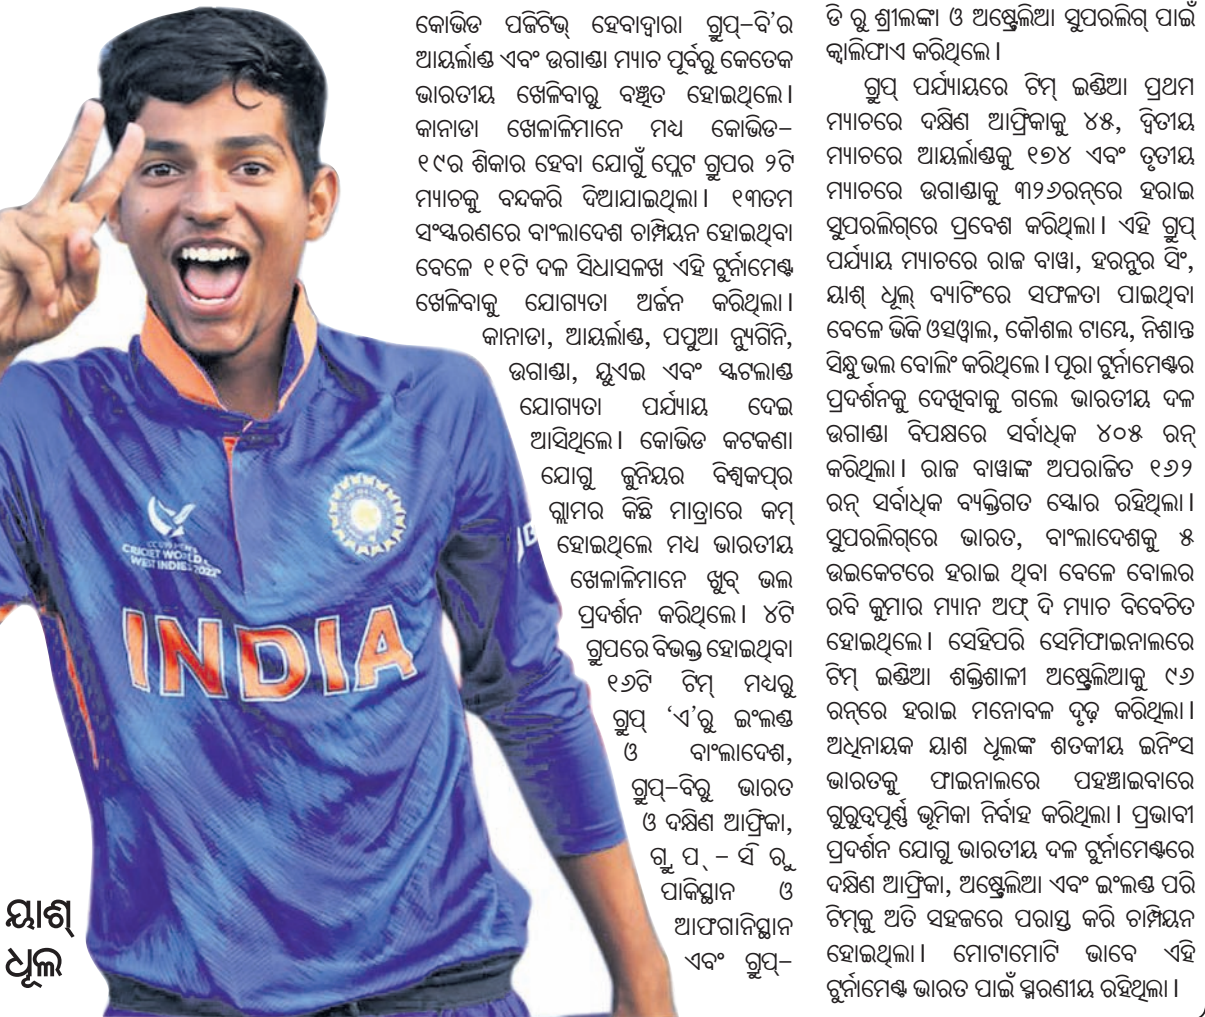 କୋଭିଡ ପଜିଟିଭ୍ ହେବାଦ୍ୱାରା ଗ୍ରୁପ୍-ବି’ର
ଆୟର୍ଲାଣ୍ଡ ଏବଂ ଉଗାଣ୍ଡା ମ୍ୟାଚ ପୂର୍ବରୁ କେତେକ
ଭାରତୀୟ ଖେଳିବାରୁ ବଞ୍ଚିତ ହୋଇଥିଲେ।
କାନାଡା ଖେଳାଳିମାନେ ମଧ୍ୟ କୋଭିଡ-
୧୯ର ଶିକାର ହେବା ଯୋଗୁଁ ପ୍ଲେଟ ଗ୍ରୁପର ୨ଟି
ମ୍ୟାଚକୁ ବନ୍ଦକରି ଦିଆଯାଇଥିଲା। ୧୩ତମ
ସଂସ୍କରଣରେ ବାଂଲାଦେଶ ଚାମ୍ପିୟନ ହୋଇଥିବା
ବେଳେ ୧୧ଟି ଦଳ ସିଧାସଳଖ ଏହି ଟୁର୍ନାମେଣ୍ଟ
ଖେଳିବାକୁ ଯୋଗ୍ୟତା ଅର୍ଜନ କରିଥିଲା।
କାନାଡା, ଆୟର୍ଲାଣ୍ଡ, ପପୁଆ ନ୍ୟୁଗିନି,
ଉଗାଣ୍ଡା, ୟୁଏଇ ଏବଂ ସ୍କଟଲାଣ୍ଡ
ଯୋଗ୍ୟତା ପର୍ଯ୍ୟାୟ ଦେଇ
ଆସିଥିଲେ। କୋଭିଡ କଟକଣା
ଯୋଗୁ ଜୁନିୟର ବିଶ୍ୱକପ୍‌ର
ଗ୍ଲାମର କିଛି ମାତ୍ରାରେ କମ୍
ହୋଇଥିଲେ ମଧ୍ୟ ଭାରତୀୟ
ଖେଳାଳିମାନେ ଖୁବ୍ ଭଲ
ପ୍ରଦର୍ଶନ କରିଥିଲେ। ୪ଟି
ଗ୍ରୁପରେ ବିଭକ୍ତ ହୋଇଥିବା
୧୬ଟି ଟିମ୍ ମଧ୍ୟରୁ
ଗ୍ରୁପ୍ ‘ଏ’ରୁ ଇଂଲଣ୍ଡ
ଓ ବାଂଲାଦେଶ,
ଗ୍ରୁପ୍-ବିରୁ ଭାରତ
ଓ ଦକ୍ଷିଣ ଆଫ୍ରିକା,
ଗ୍ରୁପ୍-ସିରୁ
ପାକିସ୍ଥାନ ଓ
ଆଫଗାନିସ୍ଥାନ
ଏବଂ ଗ୍ରୁପ୍-
ଡି ରୁ ଶ୍ରୀଲଙ୍କା ଓ ଅଷ୍ଟ୍ରେଲିଆ ସୁପରଲିଗ୍ ପାଇଁ
କ୍ୱାଲିଫାଏ କରିଥିଲେ।
ଗ୍ରୁପ୍ ପର୍ଯ୍ୟାୟରେ ଟିମ୍ ଇଣ୍ଡିଆ ପ୍ରଥମ
ମ୍ୟାଚରେ ଦକ୍ଷିଣ ଆଫ୍ରିକାକୁ ୪୫, ଦ୍ୱିତୀୟ
ମ୍ୟାଚରେ ଆୟର୍ଲାଣ୍ଡକୁ ୧୭୪ ଏବଂ ତୃତୀୟ
ମ୍ୟାଚରେ ଉଗାଣ୍ଡାକୁ ୩୨୬ରନ୍‌ରେ ହରାଇ
ସୁପରଲିଗ୍‌ରେ ପ୍ରବେଶ କରିଥିଲା। ଏହି ଗ୍ରୁପ୍
ପର୍ଯ୍ୟାୟ ମ୍ୟାଚରେ ରାଜ ବାୱା, ହରନୁର ସିଂ,
ୟାଶ୍ ଧୂଲ୍ ବ୍ୟାଟିଂରେ ସଫଳତା ପାଇଥିବା
ବେଳେ ଭିକି ଓସୱାଲ, କୌଶଲ ଟାମ୍ବେ, ନିଶାନ୍ତ
ସିନ୍ଧୁ ଭଲ ବୋଲିଂ କରିଥିଲେ। ପୂରା ଟୁର୍ନାମେଣ୍ଟର
ପ୍ରଦର୍ଶନକୁ ଦେଖିବାକୁ ଗଲେ ଭାରତୀୟ ଦଳ
ଉଗାଣ୍ଡା ବିପକ୍ଷରେ ସର୍ବାଧିକ ୪୦୫ ରନ୍
କରିଥିଲା। ରାଜ ବାୱାଙ୍କ ଅପରାଜିତ ୧୬୨
ରନ୍ ସର୍ବାଧିକ ବ୍ୟକ୍ତିଗତ ସ୍କୋର ରହିଥିଲା।
ସୁପରଲିଗ୍‌ରେ ଭାରତ, ବାଂଲାଦେଶକୁ ୫
ଉଇକେଟରେ ହରାଇ ଥିବା ବେଳେ ବୋଲର
ରବି କୁମାର ମ୍ୟାନ ଅଫ୍ ଦି ମ୍ୟାଚ ବିବେଚିତ
ହୋଇଥିଲେ। ସେହିପରି ସେମିଫାଇନାଲରେ
ଟିମ୍ ଇଣ୍ଡିଆ ଶକ୍ତିଶାଳୀ ଅଷ୍ଟ୍ରେଲିଆକୁ ୯୬
ରନ୍‌ରେ ହରାଇ ମନୋବଳ ଦୃଢ଼ କରିଥିଲା।
ଅଧିନାୟକ ୟାଶ ଧୂଲଙ୍କ ଶତକୀୟ ଇନିଂସ
ଭାରତକୁ ଫାଇନାଲରେ ପହଞ୍ଚାଇବାରେ
ଗୁରୁତ୍ୱପୂର୍ଣ୍ଣ ଭୂମିକା ନିର୍ବାହ କରିଥିଲା। ପ୍ରଭାବୀ
ପ୍ରଦର୍ଶନ ଯୋଗୁ ଭାରତୀୟ ଦଳ ଟୁର୍ନାମେଣ୍ଟରେ
ଦକ୍ଷିଣ ଆଫ୍ରିକା, ଅଷ୍ଟ୍ରେଲିଆ ଏବଂ ଇଂଲଣ୍ଡ ପରି
ଟିମ୍‌କୁ ଅତି ସହଜରେ ପରାସ୍ତ କରି ଚାମ୍ପିୟନ
ହୋଇଥିଲା। ମୋଟାମୋଟି ଭାବେ ଏହି
ଟୁର୍ନାମେଣ୍ଟ ଭାରତ ପାଇଁ ସ୍ମରଣୀୟ ରହିଥିଲା।
CRICKET WORLD
WEST INDIES 2022
INDIA
ୟାଶ୍
ଧୂଲ